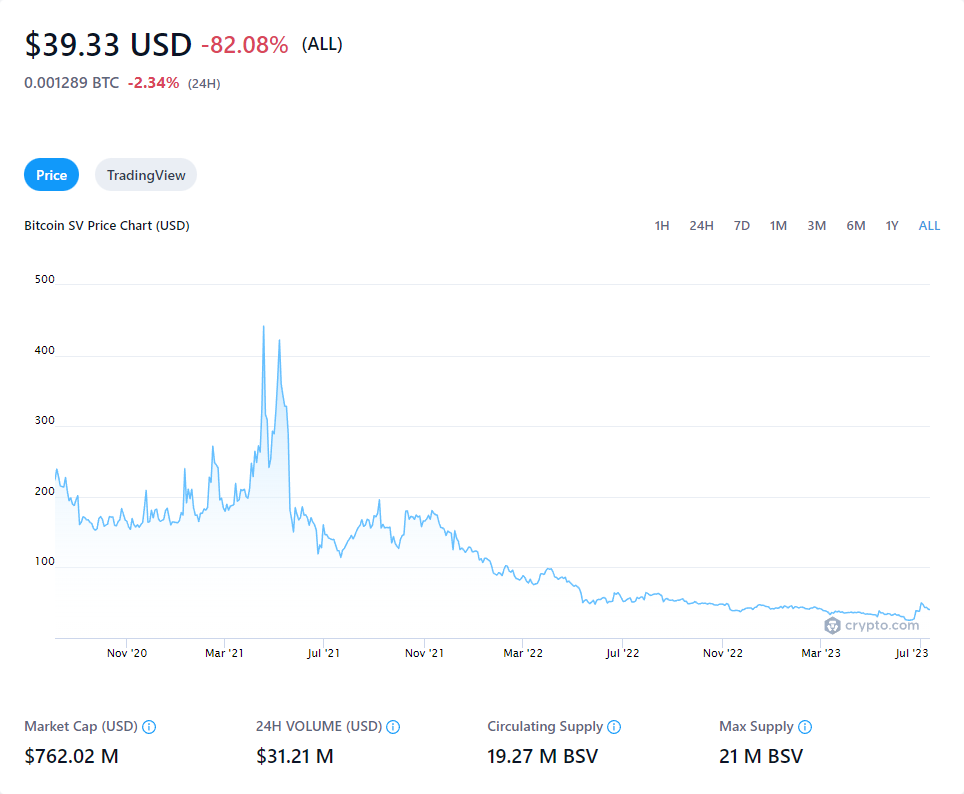 $39.33 USD -82.08% (ALL)
0.001289 BTC -2.34% (24H)
Price TradingView
Bitcoin SV Price Chart (USD) 1H 24H 7D 1M 3M 6M 1Y ALL
500
400
300
200
100
crypto.com
Nov '20 Mar '21 Jul '21 Nov '21 Mar '22 Jul '22 Nov '22 Mar '23 Jul '23
Market Cap (USD) 24H VOLUME (USD) Circulating Supply Max Supply
$762.02 M $31.21 M 19.27 M BSV 21 M BSV